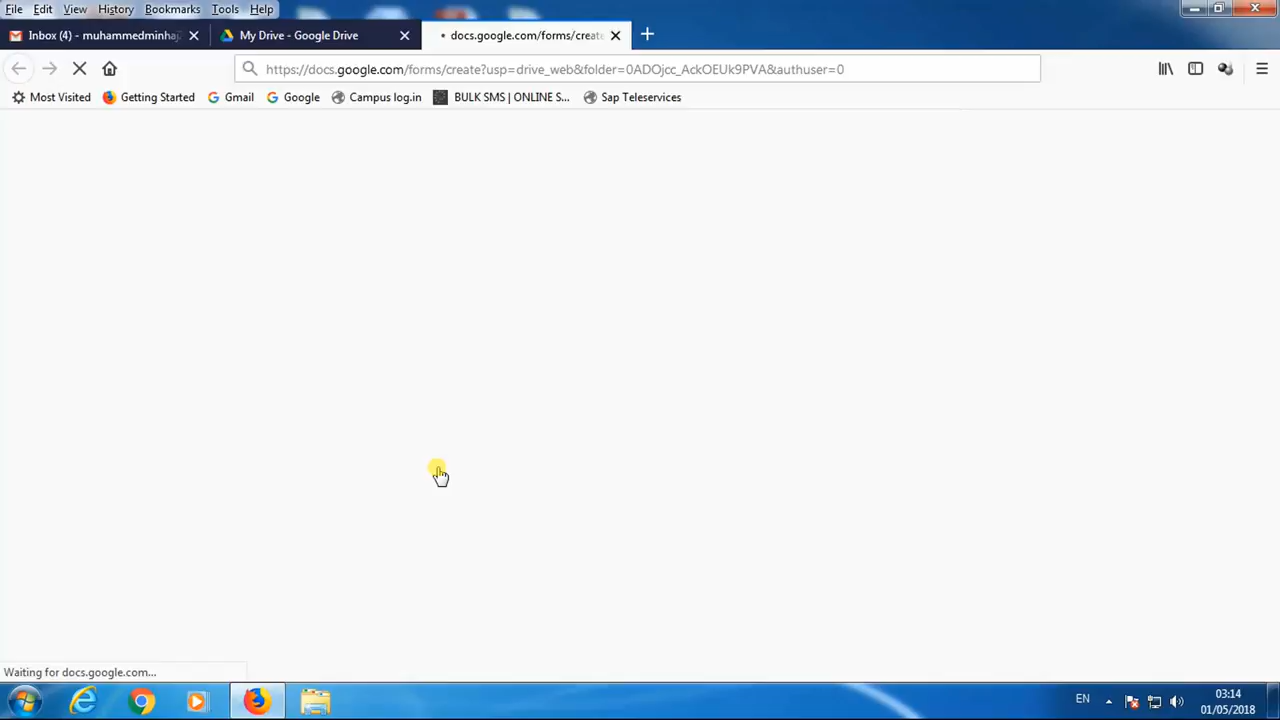 File Edit View History Bookmarks Tools Help
Inbox (4) - muhammedminhaj My Drive - Google Drive docs.google.com/forms/create
https://docs.google.com/forms/create?usp=drive_web&folder=0ADOjcc_AckOEUk9PVA&authuser=0
Most Visited Getting Started Gmail Google Campus log.in BULK SMS | ONLINE S... Sap Teleservices
Waiting for docs.google.com...
EN 03:14
01/05/2018